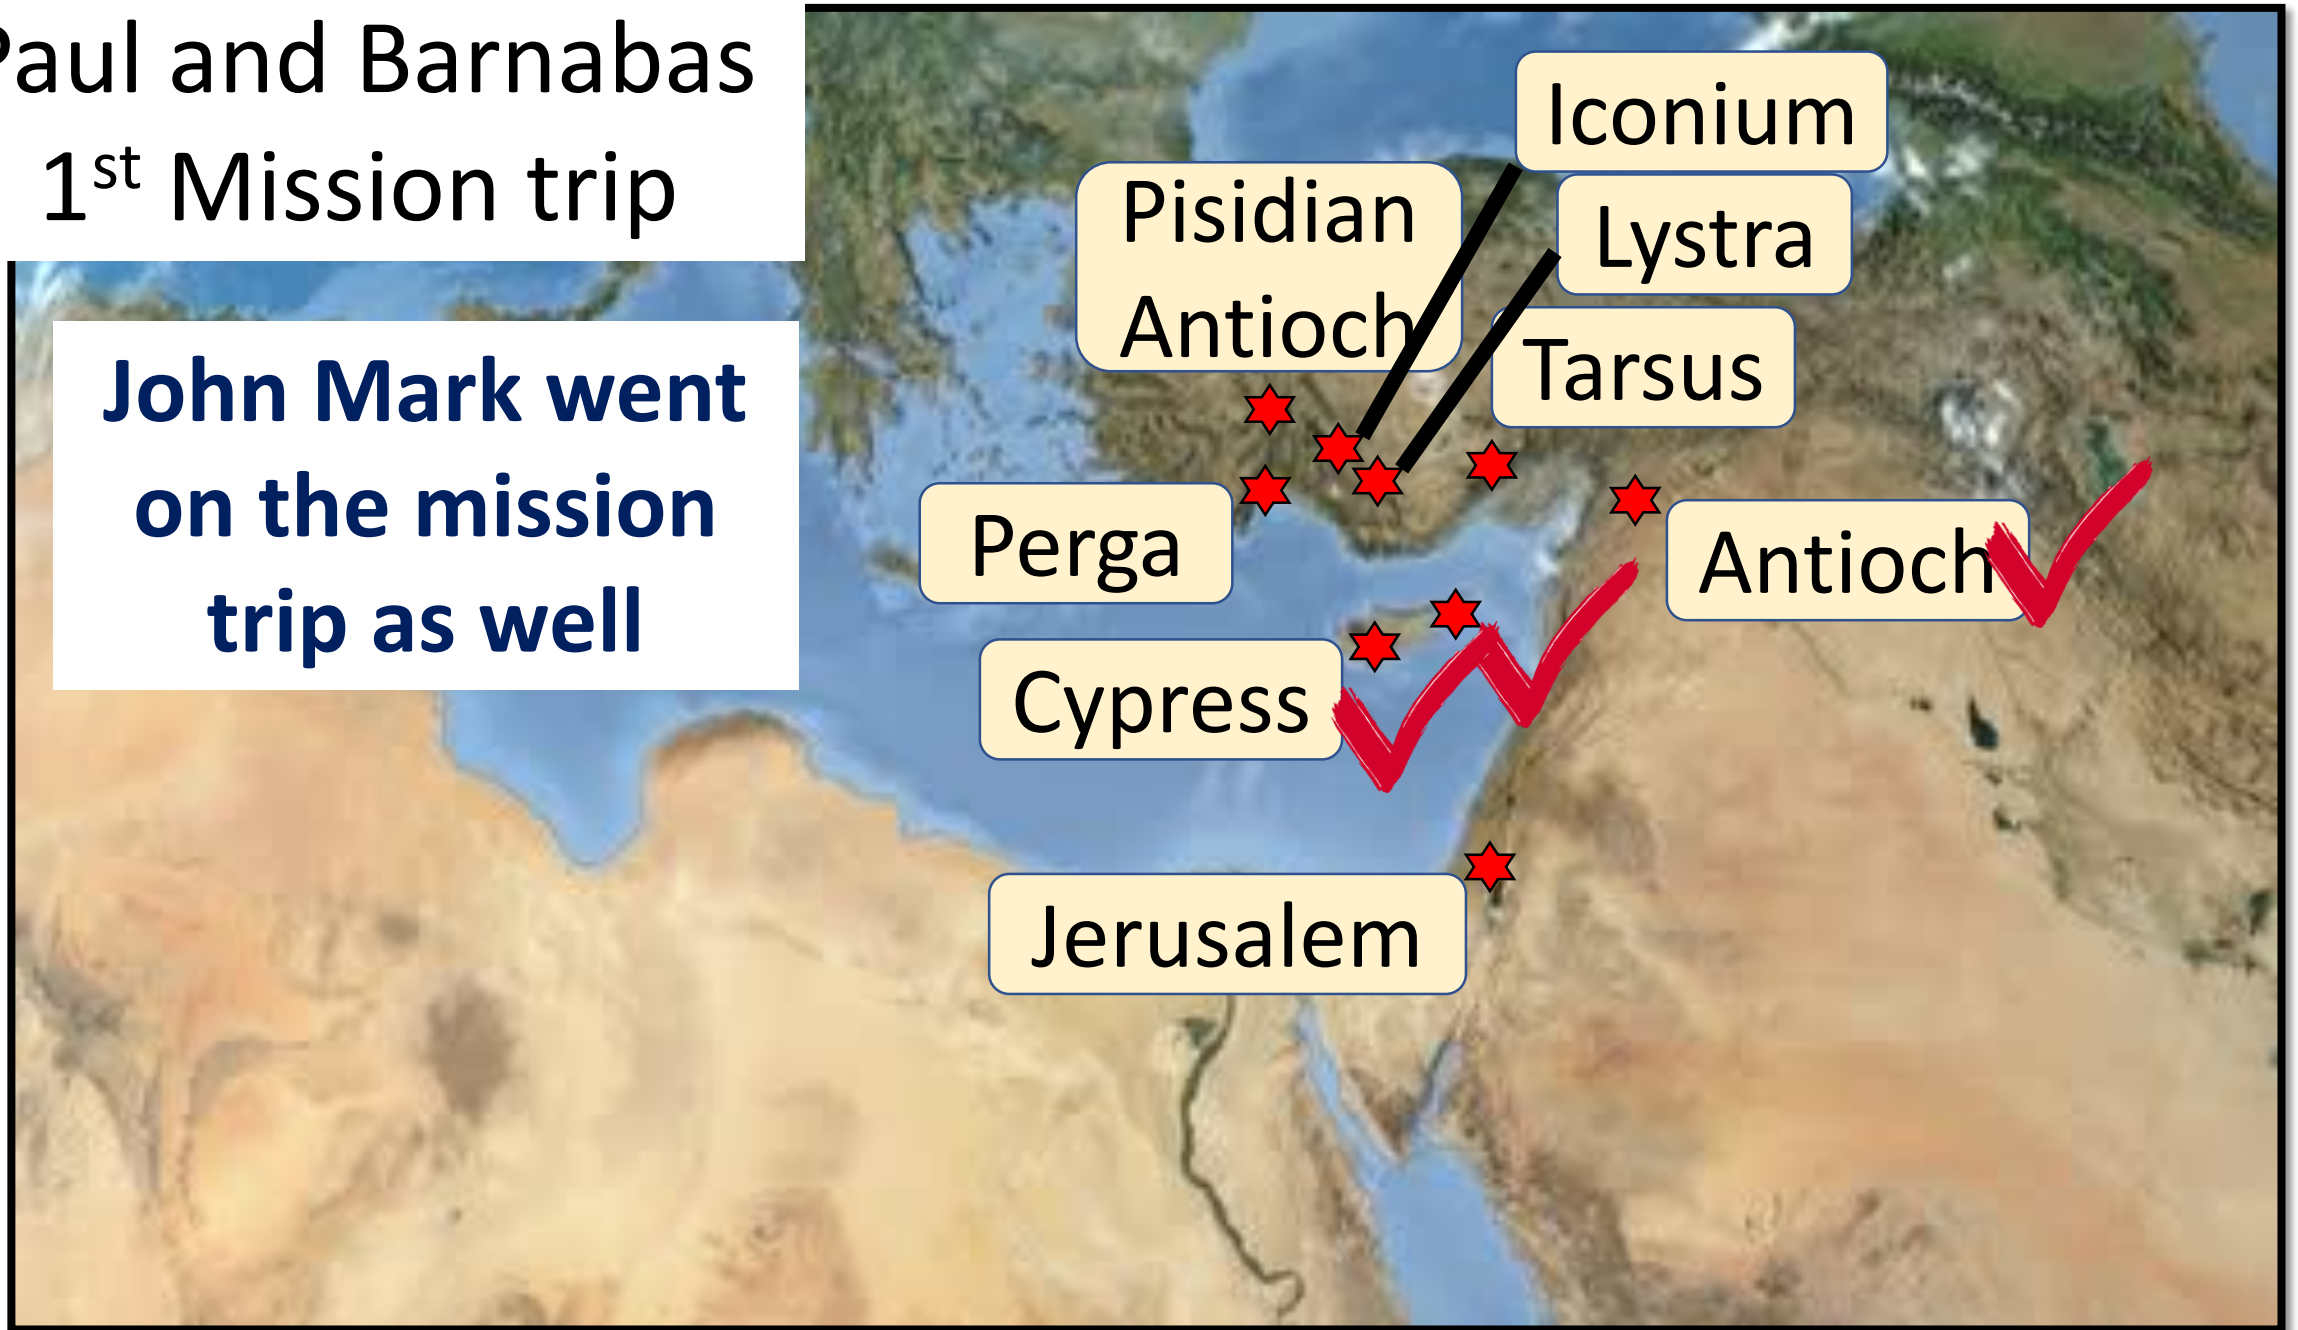 Paul and Barnabas
1st Mission trip
John Mark went
on the mission
trip as well
Iconium
Pisidian
Antioch
Lystra
Tarsus
Perga
Antioch
Cypress
Jerusalem